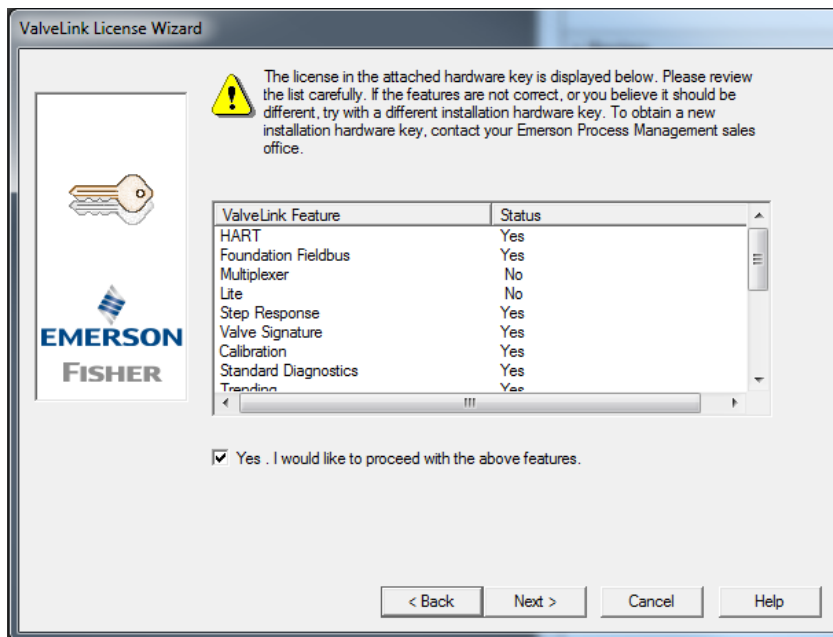 ValveLink License Wizard
The license in the attached hardware key is displayed below. Please review
the list carefully. If the features are not correct, or you believe it should be
different, try with a different installation hardware key. To obtain a new
installation hardware key, contact your Emerson Process Management sales
office.
ValveLink Feature Status
HART Yes
Foundation Fieldbus Yes
Multiplexer No
Lite No
Step Response Yes
Valve Signature Yes
Calibration Yes
Standard Diagnostics Yes
Trending Yes
EMERSON
FISHER
Yes . I would like to proceed with the above features.
< Back Next > Cancel Help